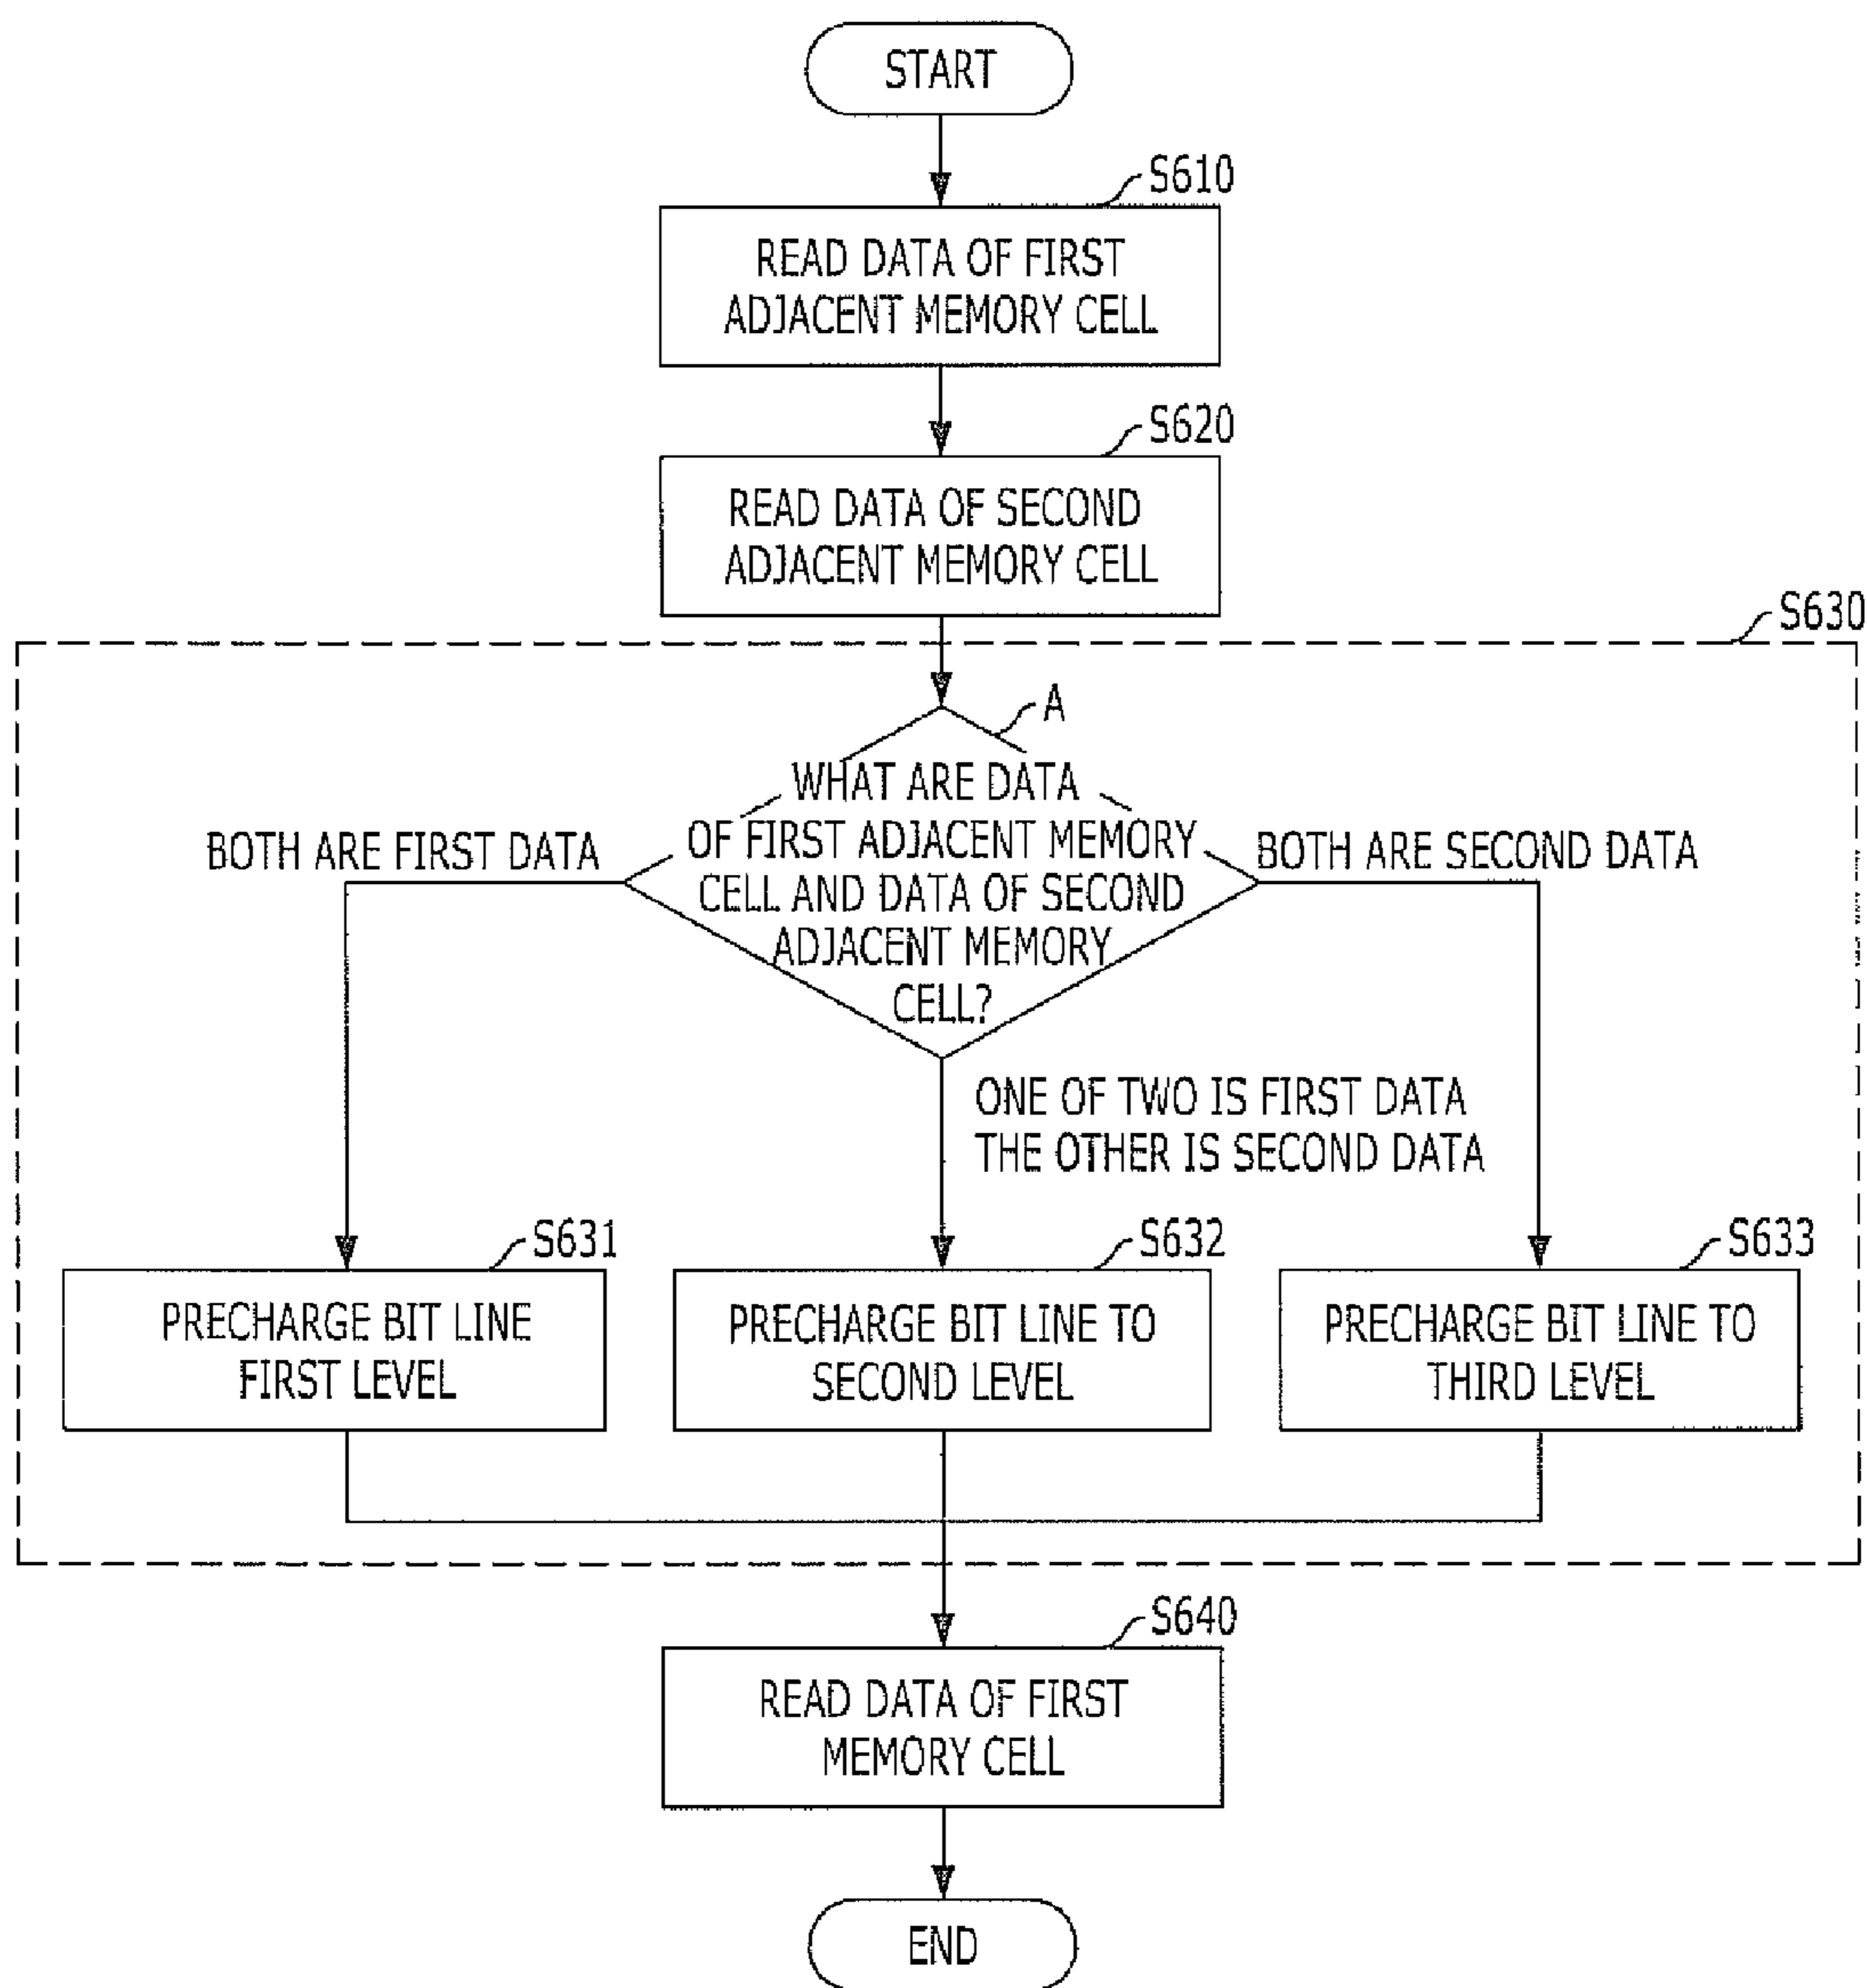 START
S610
READ DATA OF FIRST
ADJACENT MEMORY CELL
S620
READ DATA OF SECOND
ADJACENT MEMORY CELL
S630
A
WHAT ARE DATA
OF FIRST ADJACENT MEMORY
CELL AND DATA OF SECOND
ADJACENT MEMORY
CELL?
BOTH ARE FIRST DATA
BOTH ARE SECOND DATA
ONE OF TWO IS FIRST DATA
THE OTHER IS SECOND DATA
S631
PRECHARGE BIT LINE
FIRST LEVEL
S632
PRECHARGE BIT LINE TO
SECOND LEVEL
S633
PRECHARGE BIT LINE TO
THIRD LEVEL
S640
READ DATA OF FIRST
MEMORY CELL
END